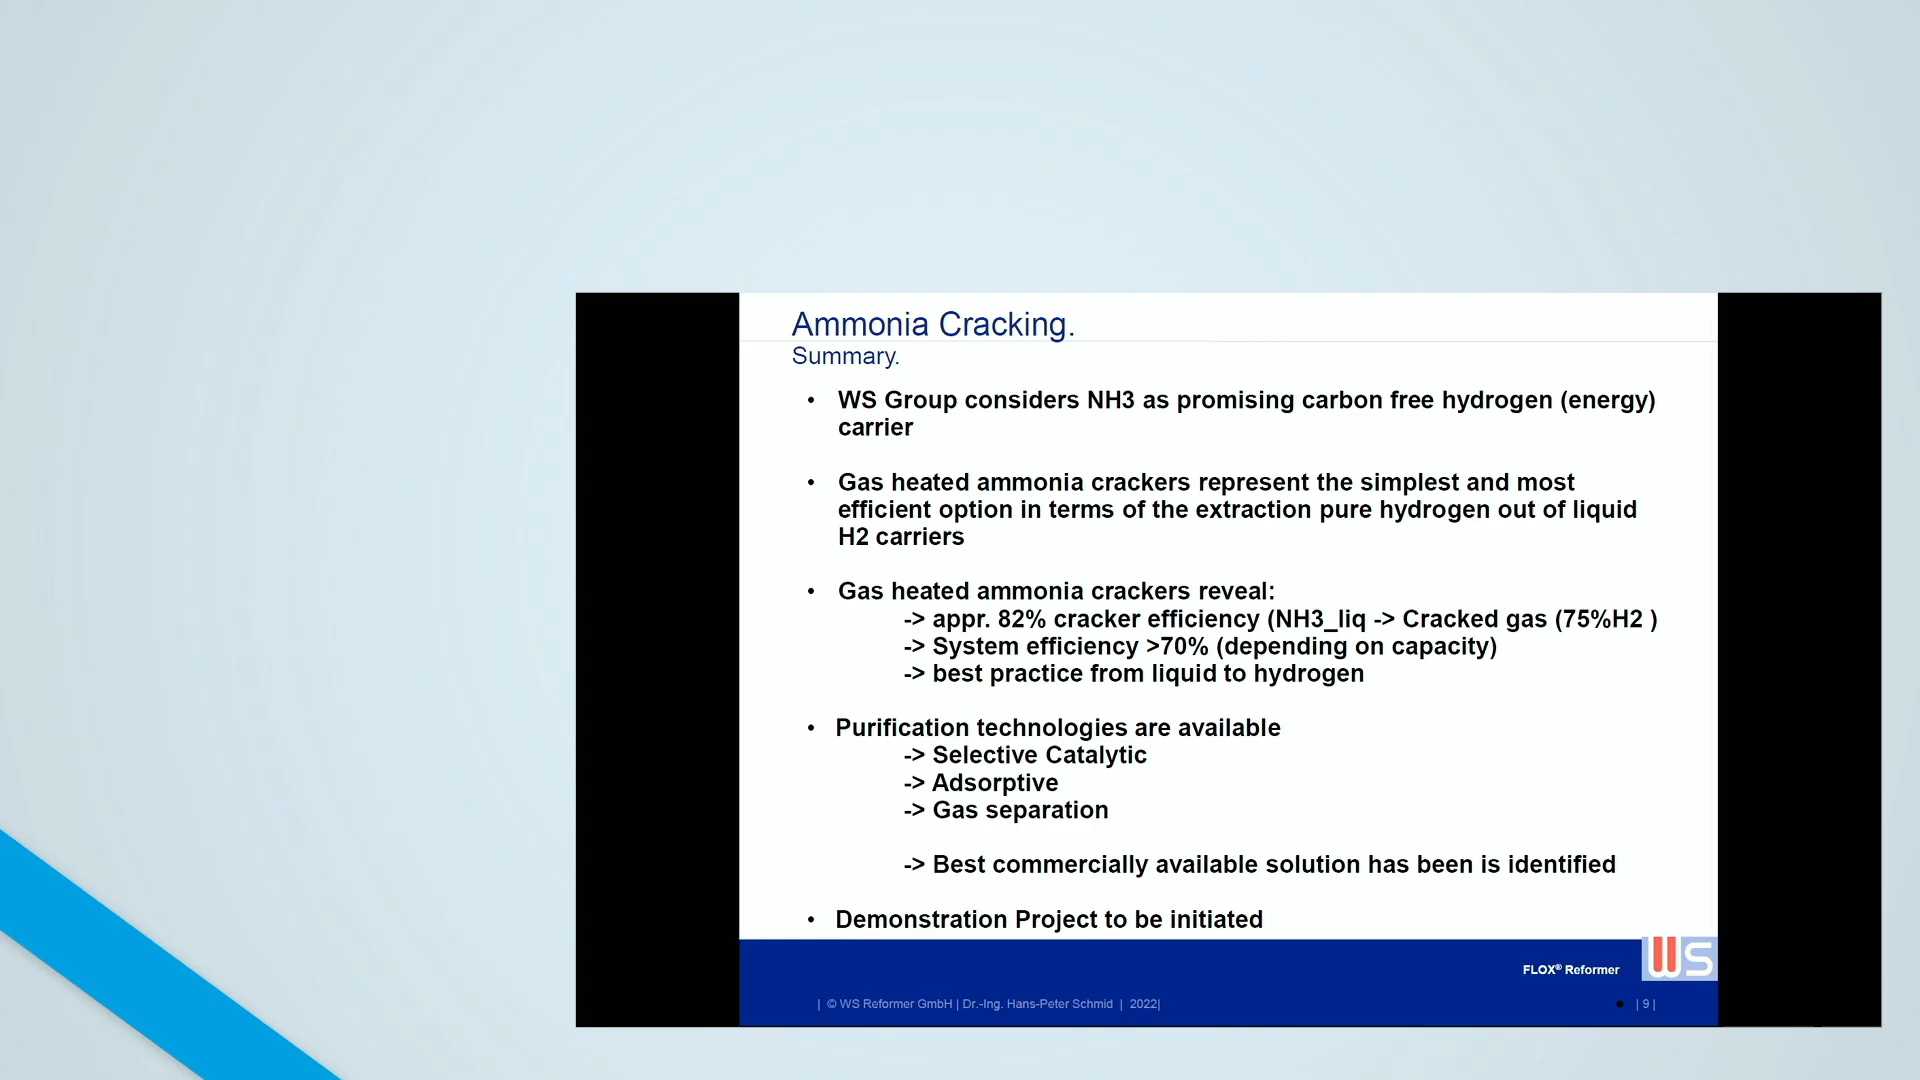 Ammonia Cracking.
Summary.
• WS Group considers NH3 as promising carbon free hydrogen (energy)
carrier
• Gas heated ammonia crackers represent the simplest and most
efficient option in terms of the extraction pure hydrogen out of liquid
H2 carriers
• Gas heated ammonia crackers reveal:
-> appr. 82% cracker efficiency (NH3_liq -> Cracked gas (75%H2 )
-> System efficiency >70% (depending on capacity)
-> best practice from liquid to hydrogen
• Purification technologies are available
-> Selective Catalytic
-> Adsorptive
-> Gas separation
-> Best commercially available solution has been is identified
• Demonstration Project to be initiated
FLOX® Reformer
WS
| © WS Reformer GmbH | Dr.-Ing. Hans-Peter Schmid | 2022|
• | 9 |